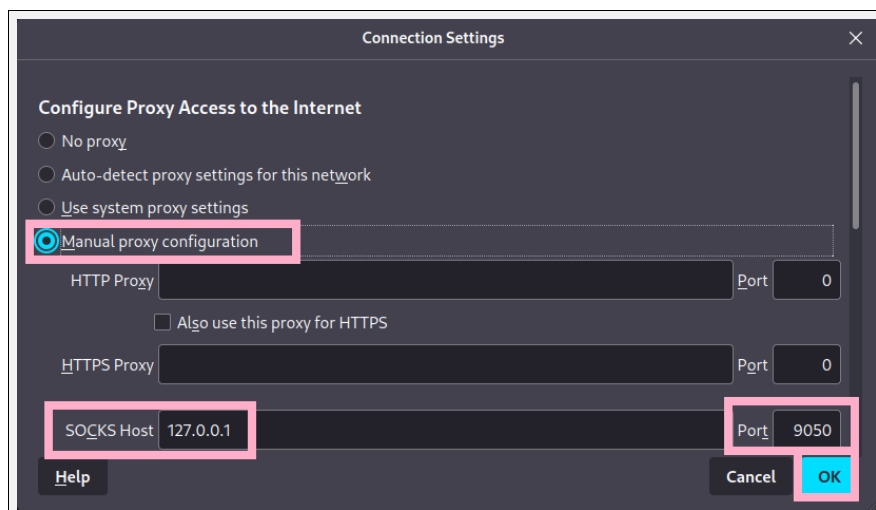 Connection Settings
Configure Proxy Access to the Internet
No proxy
Auto-detect proxy settings for this network
Use system proxy settings
Manual proxy configuration
HTTP Proxy Port 0
Also use this proxy for HTTPS
HTTPS Proxy Port 0
SOCKS Host 127.0.0.1 Port 9050
Help Cancel OK